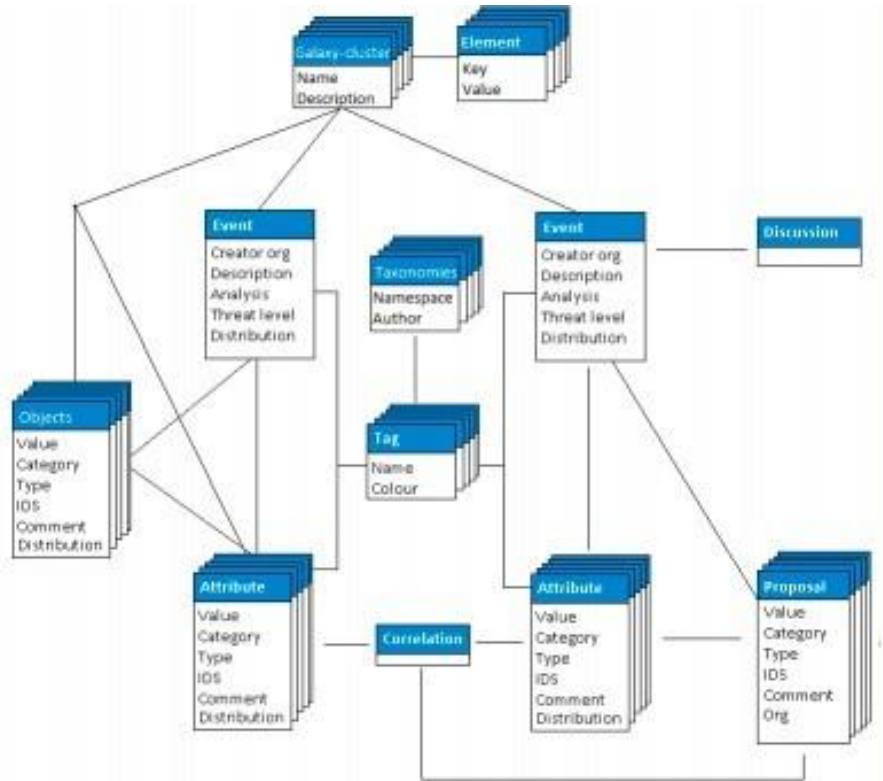 Galaxy-cluster
Name
Description
Element
Key
Value
Event
Creator org
Description
Analysis
Threat level
Distribution
Taxonomies
Namespace
Author
Event
Creator org
Description
Analysis
Threat level
Distribution
Discussion
Objects
Value
Category
Type
IDS
Comment
Distribution
Tag
Name
Colour
Attribute
Value
Category
Type
IDS
Comment
Distribution
Correlation
Attribute
Value
Category
Type
IDS
Comment
Distribution
Proposal
Value
Category
Type
IDS
Comment
Org